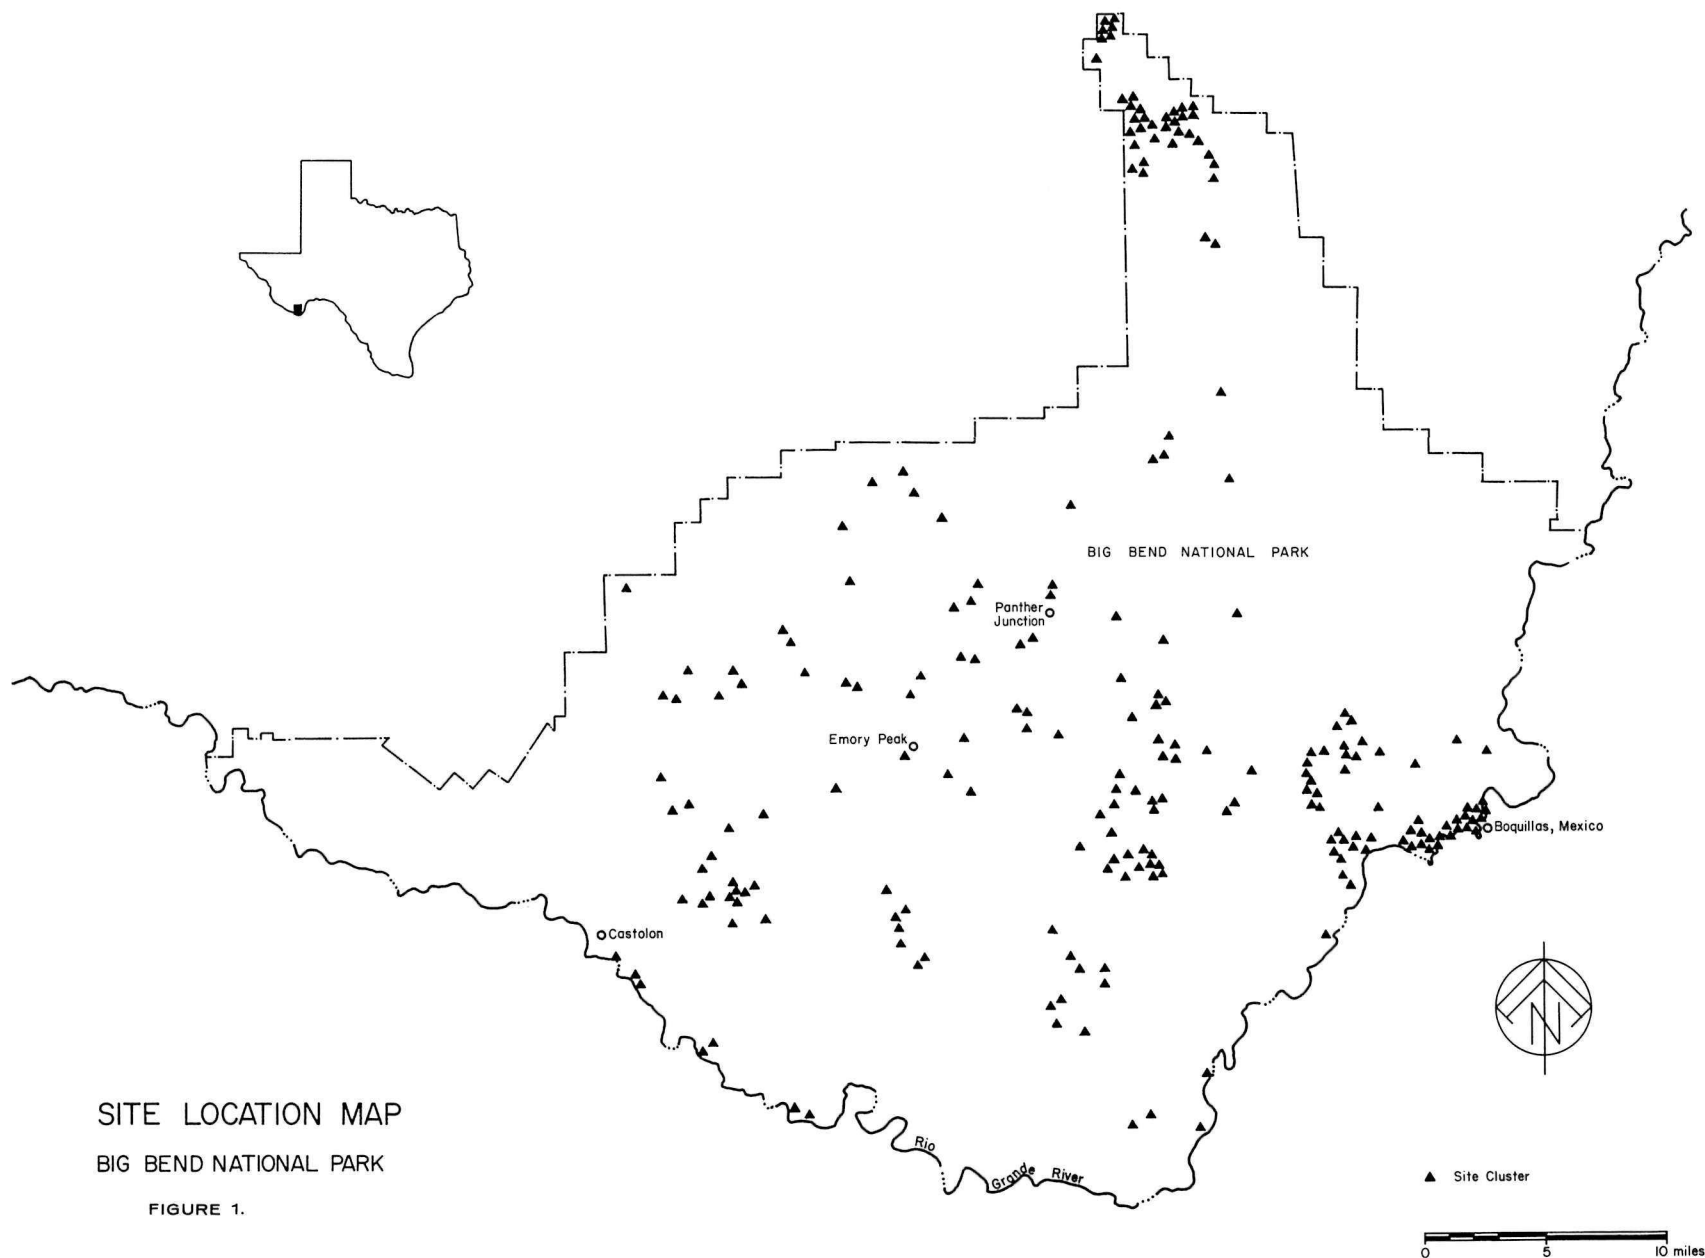 BIG BEND NATIONAL PARK
Panther
Junction
Emory Peak
Boquillas, Mexico
Castolon
N
SITE LOCATION MAP
BIG BEND NATIONAL PARK
FIGURE 1.
Rio
Grande
River
Site Cluster
0 5 10 miles